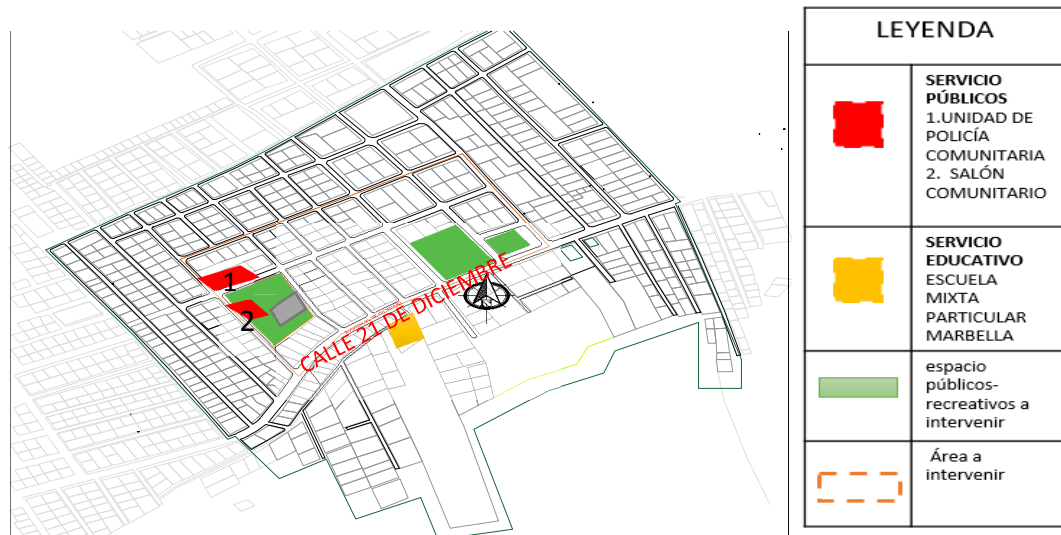 1
2
CALLE 21 DE DICIEMBRE
LEYENDA
SERVICIO
PÚBLICOS
1.UNIDAD DE
POLICÍA
COMUNITARIA
2. SALÓN
COMUNITARIO
SERVICIO
EDUCATIVO
ESCUELA
MIXTA
PARTICULAR
MARBELLA
espacio
públicos-
recreativos a
intervenir
Área a
intervenir